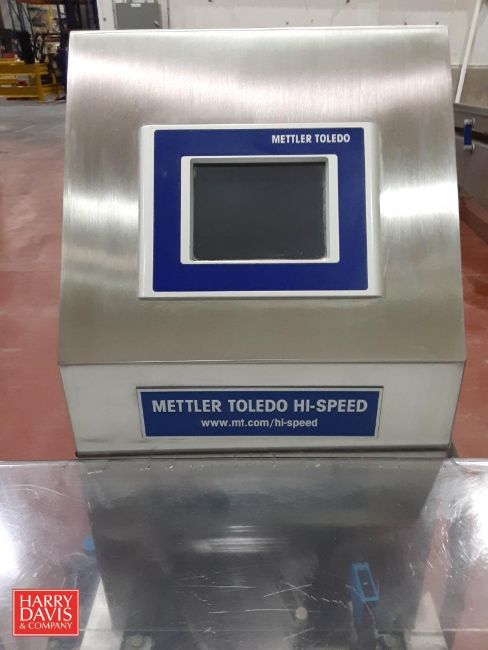 METTLER TOLEDO
METTLER TOLEDO HI-SPEED
www.mt.com/hi-speed
HARRY
DAVIS
& COMPANY